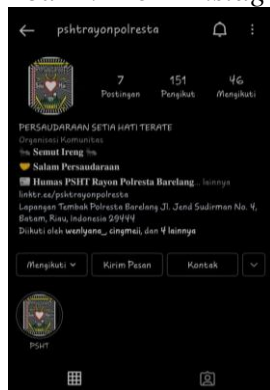 pshtrayonpolresta
7 151 46
Postingan Pengikut Mengikuti
PERSAUDARAAN SETIA HATI TERATE
Organisasi Komunitas
Semut Ireng
Salam Persaudaraan
Humas PSHT Rayon Polresta Barelang... lainnya
linktr.ee/pshtrayonpolresta
Lapangan Tembak Polresta Barelang Jl. Jend Sudirman No. 4,
Batam, Riau, Indonesia 29444
Diikuti oleh wenlyane_, cingmaii, dan 4 lainnya
Mengikuti Kirim Pesan Kontak
PSHT